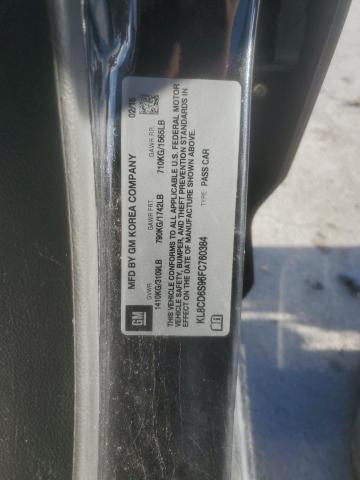 MFD BY GM KOREA COMPANY 02/15
GVWR GAWR FRT. GAWR RR.
1410KG/3109LB 790KG/1742LB 710KG/1565LB
THIS VEHICLE CONFORMS TO ALL APPLICABLE U.S. FEDERAL MOTOR
VEHICLE SAFETY, BUMPER, AND THEFT PREVENTION STANDARDS IN
EFFECT ON THE DATE OF MANUFACTURE SHOWN ABOVE.
KL8CD6S96FC760384 TYPE: PASS CAR
GM